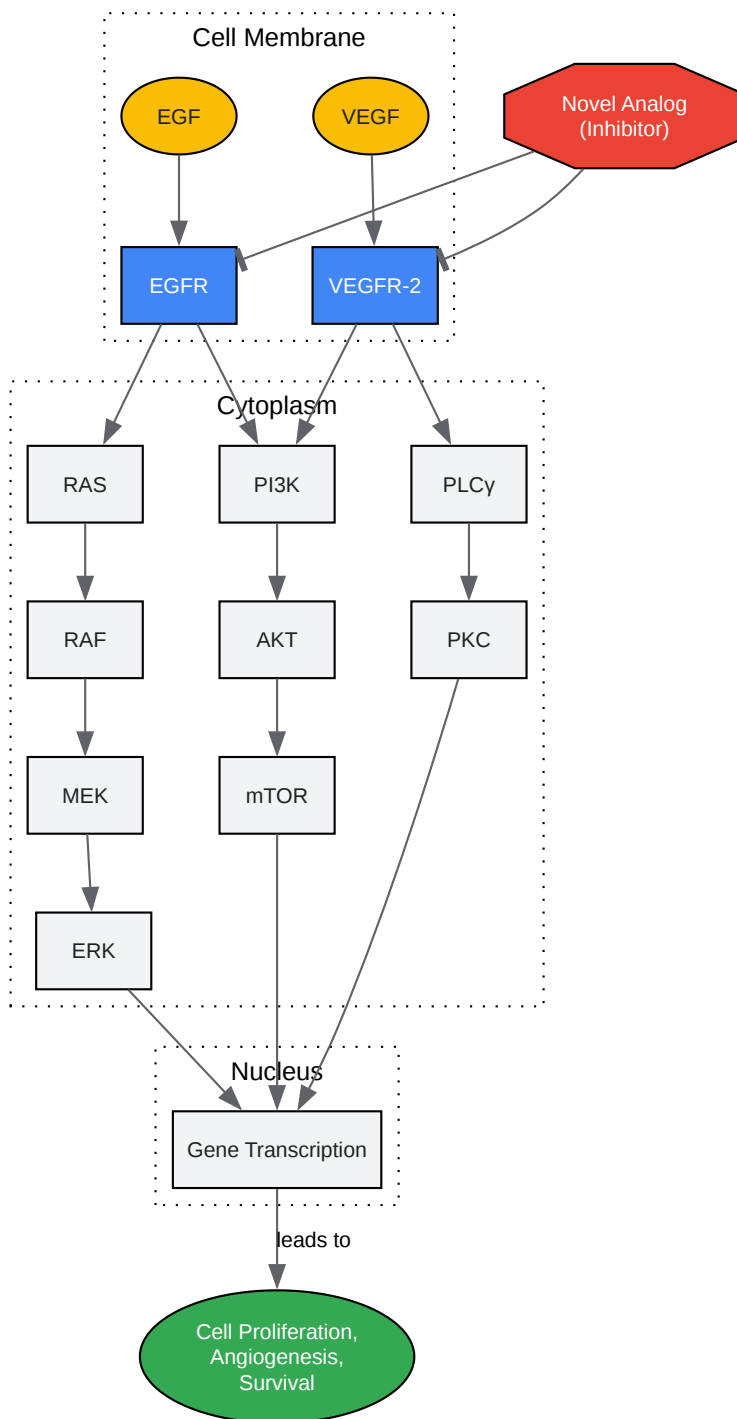 Cell Membrane
EGF
VEGF
Novel Analog
(Inhibitor)
EGFR
VEGFR-2
Cytoplasm
RAS
PI3K
PLCγ
RAF
AKT
PKC
MEK
mTOR
ERK
Nucleus
Gene Transcription
leads to
Cell Proliferation,
Angiogenesis,
Survival